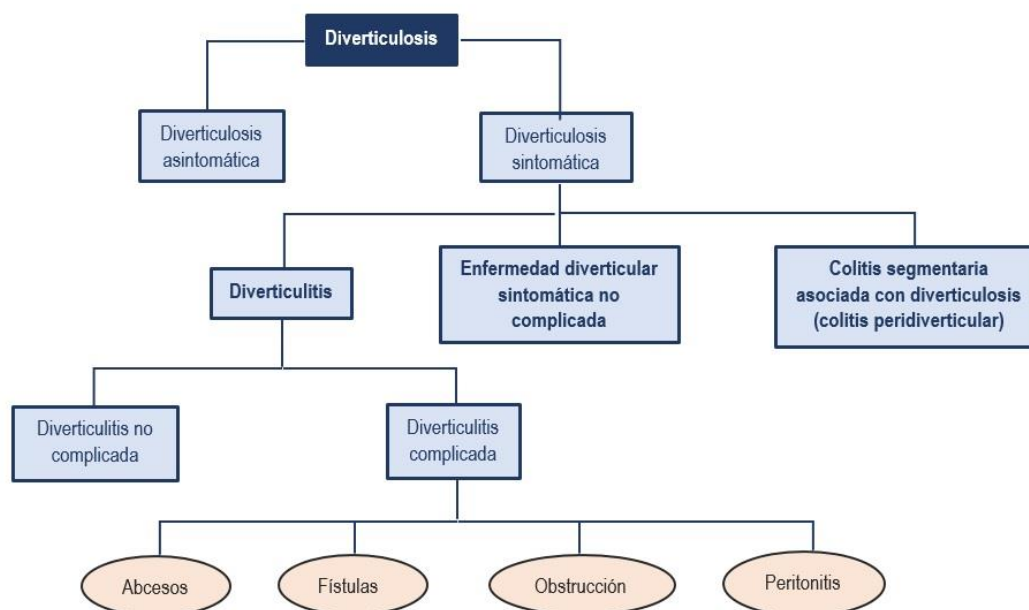 Diverticulosis
Diverticulosis
asintomática
Diverticulosis
sintomática
Diverticulitis
Enfermedad diverticular
sintomática no
complicada
Colitis segmentaria
asociada con diverticulosis
(colitis peridiverticular)
Diverticulitis no
complicada
Diverticulitis
complicada
Abcesos
Fístulas
Obstrucción
Peritonitis